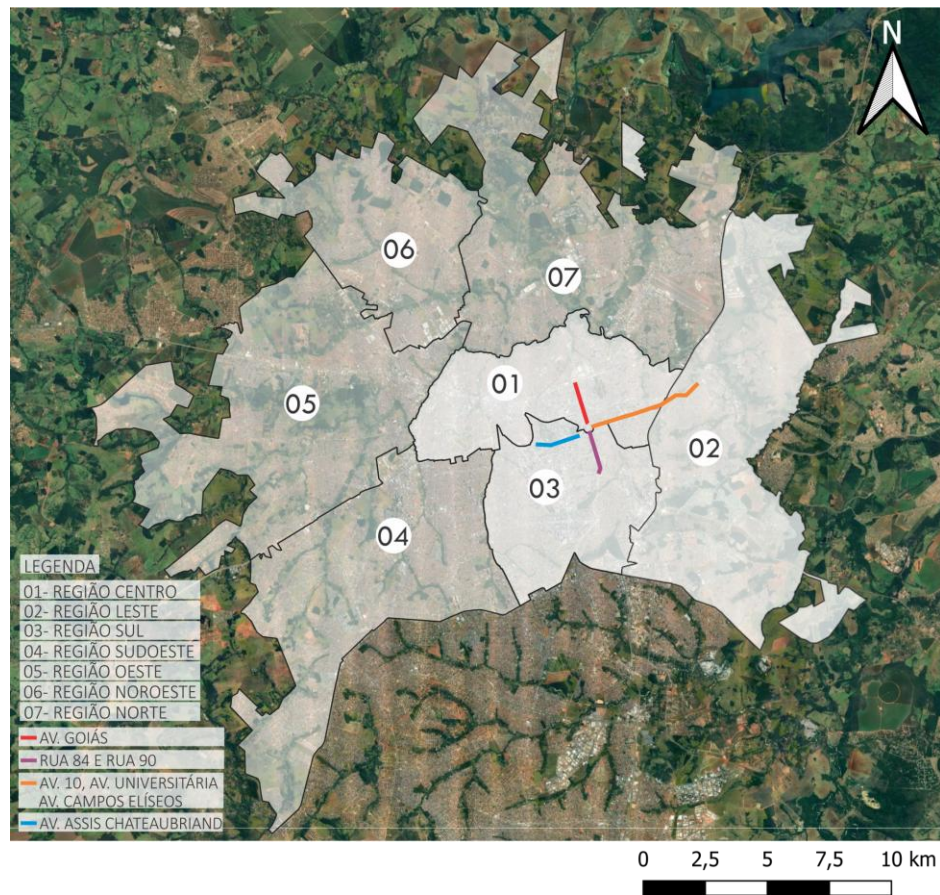 N
06
07
01
05
02
03
04
LEGENDA
01- REGIÃO CENTRO
02- REGIÃO LESTE
03- REGIÃO SUL
04- REGIÃO SUDOESTE
05- REGIÃO OESTE
06- REGIÃO NOROESTE
07- REGIÃO NORTE
AV. GOIÁS
RUA 84 E RUA 90
AV. 10, AV. UNIVERSITÁRIA
AV. CAMPOS ELÍSEOS
AV. ASSIS CHATEAUBRIAND
0 2,5 5 7,5 10 km